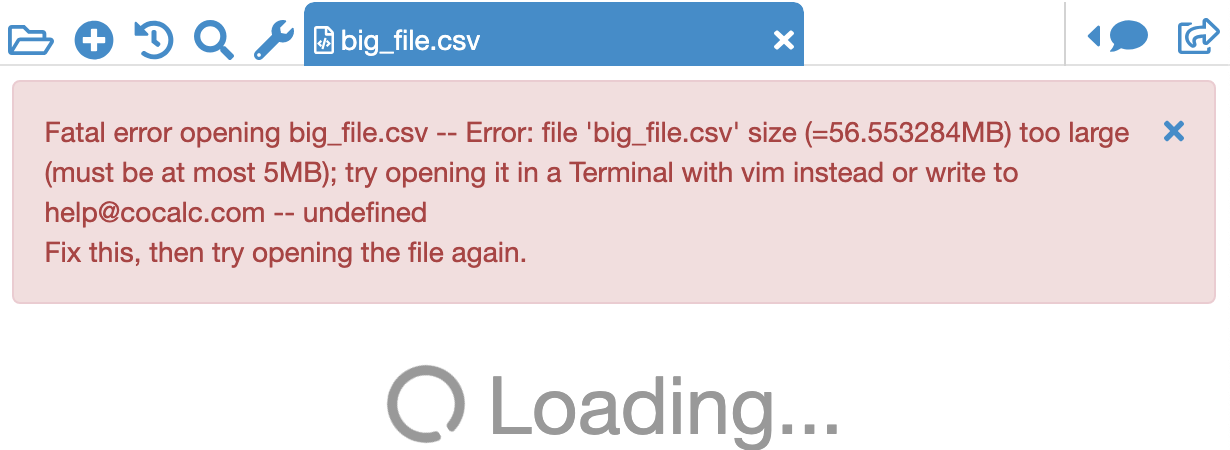 big_file.csv
Fatal error opening big_file.csv -- Error: file 'big_file.csv' size (=56.553284MB) too large
(must be at most 5MB); try opening it in a Terminal with vim instead or write to
help@cocalc.com -- undefined
Fix this, then try opening the file again.
Loading...